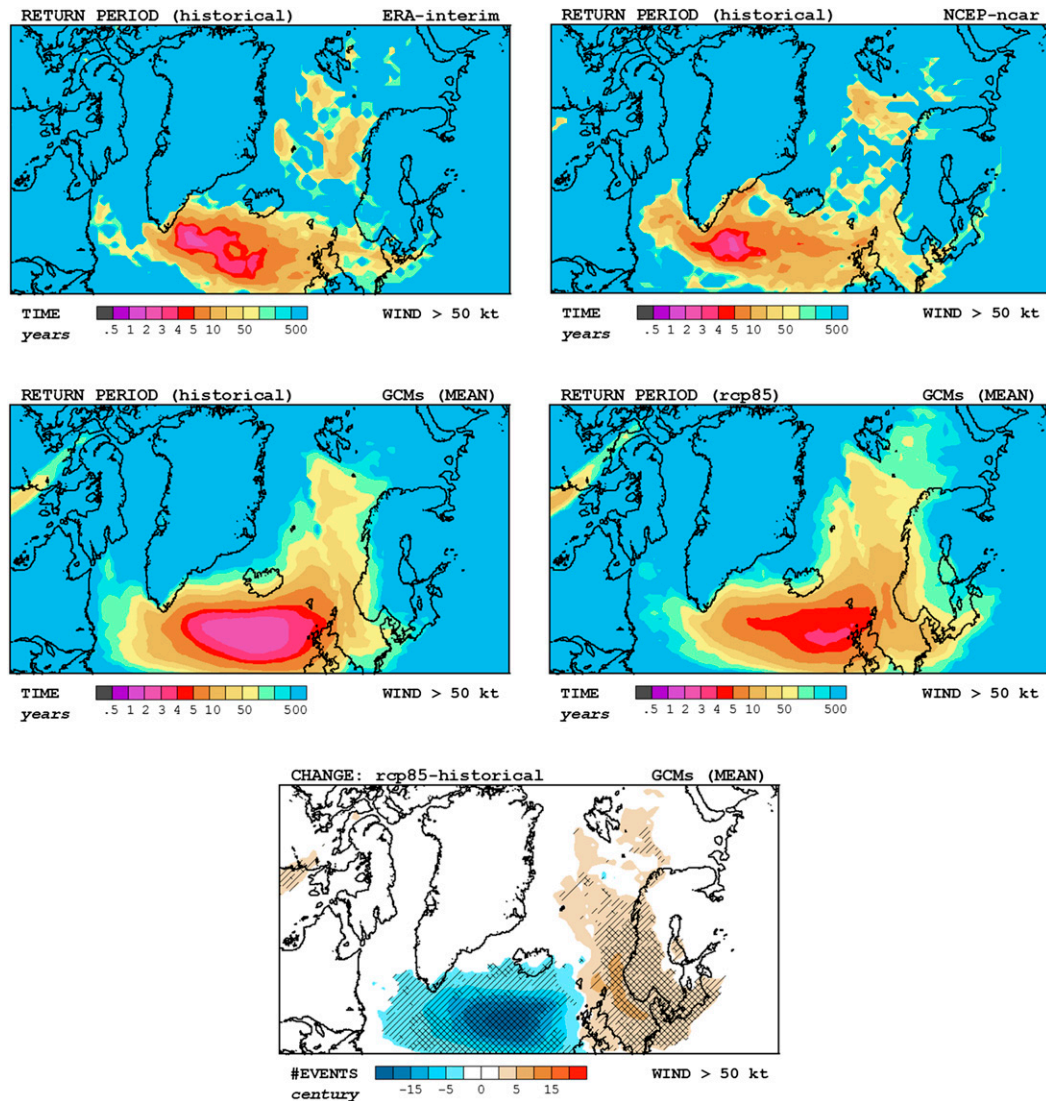 RETURN PERIOD (historical) ERA-interim
RETURN PERIOD (historical) NCEP-ncar
TIME .5 1 2 3 4 5 10 50 500 WIND > 50 kt
years
TIME .5 1 2 3 4 5 10 50 500 WIND > 50 kt
years
RETURN PERIOD (historical) GCMs (MEAN)
RETURN PERIOD (rcp85) GCMs (MEAN)
TIME .5 1 2 3 4 5 10 50 500 WIND > 50 kt
years
TIME .5 1 2 3 4 5 10 50 500 WIND > 50 kt
years
CHANGE: rcp85-historical GCMs (MEAN)
#EVENTS -15 -5 0 5 15 WIND > 50 kt
century